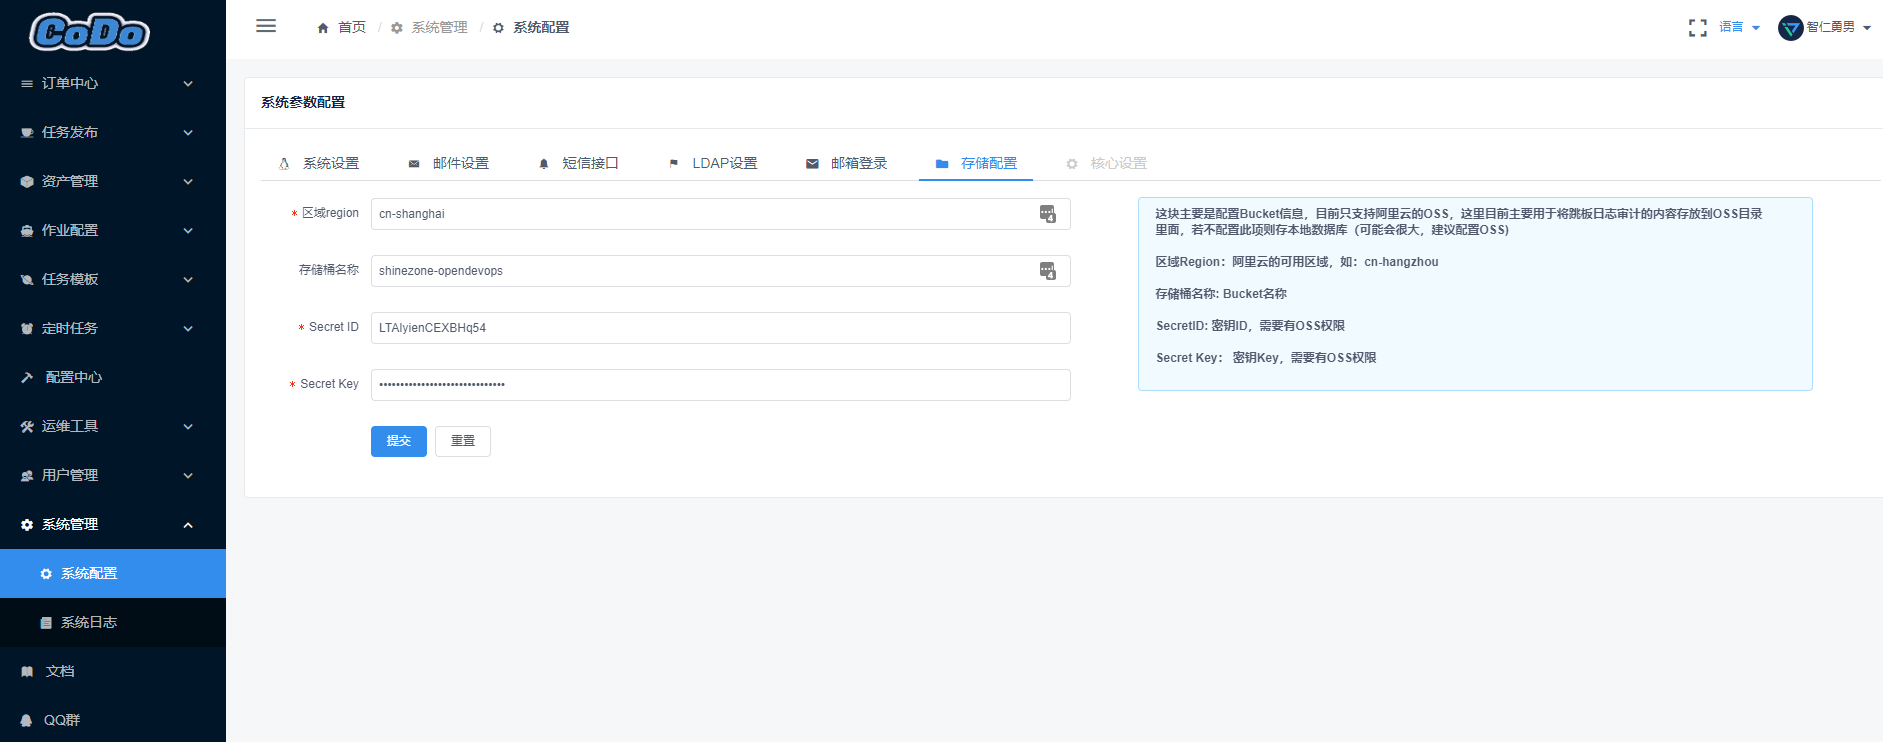 CoDo
首页 / 系统管理 / 系统配置
语言
智仁勇男
订单中心
任务发布
资产管理
作业配置
任务模板
定时任务
配置中心
运维工具
用户管理
系统管理
系统配置
系统日志
文档
QQ群
系统参数配置
系统设置
邮件设置
短信接口
LDAP设置
邮箱登录
存储配置
核心设置
* 区域region
cn-shanghai
4
存储桶名称
shinezone-opendevops
4
* Secret ID
LTAlyienCEXBHq54
* Secret Key
••••••••••••••••••••••••••••••
提交
重置
这块主要是配置Bucket信息，目前只支持阿里云的OSS，这里目前主要用于将跳板日志审计的内容存放到OSS目录
里面，若不配置此项则存本地数据库（可能会很大，建议配置OSS)
区域Region：阿里云的可用区域，如：cn-hangzhou
存储桶名称: Bucket名称
SecretID: 密钥ID，需要有OSS权限
Secret Key： 密钥Key，需要有OSS权限